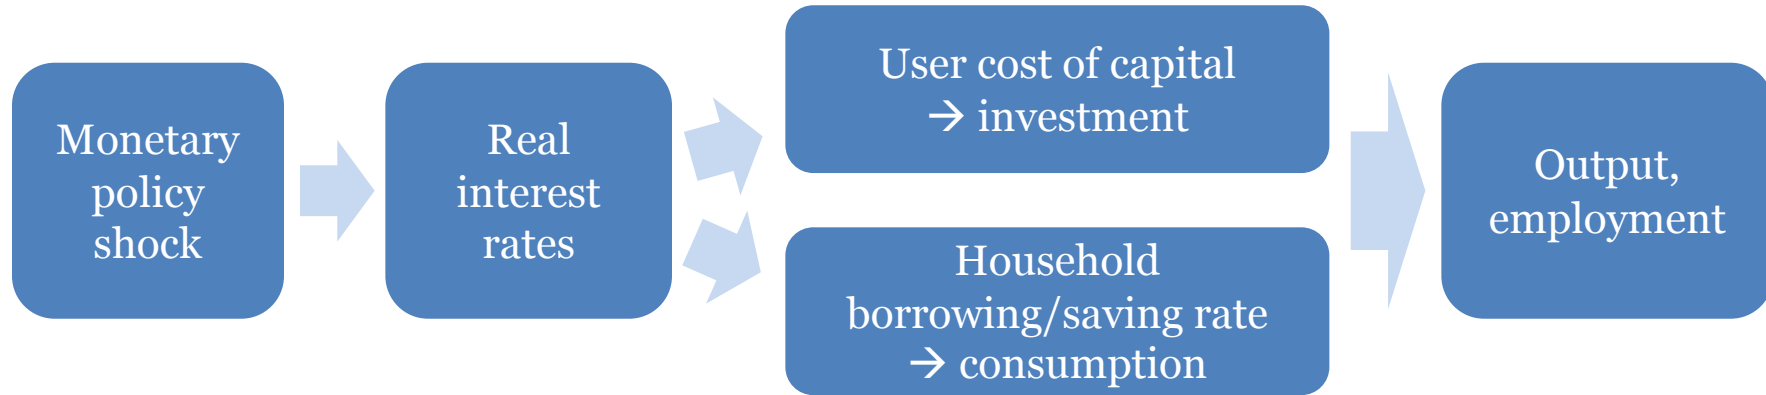 Monetary
policy
shock
Real
interest
rates
User cost of capital
→ investment
Household
borrowing/saving rate
→ consumption
Output,
employment